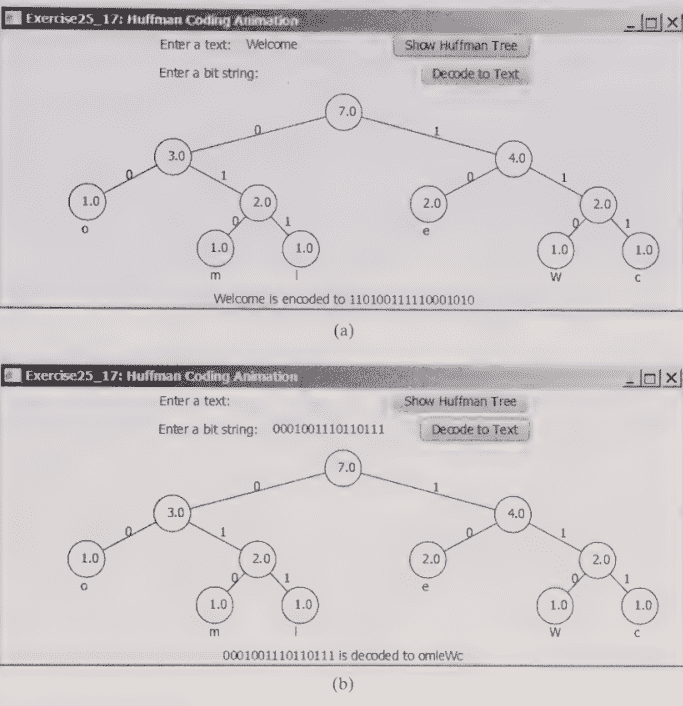 Exercise25_17: Huffman Coding Animation
Enter a text: Welcome Show Huffman Tree
Enter a bit string: Decode to Text
7.0
0 1
3.0 4.0
0 1 0 1
1.0 2.0 2.0 2.0
o 0 1 e 0 1
1.0 1.0 1.0 1.0
m l W c
Welcome is encoded to 110100111110001010
(a)
Exercise25_17: Huffman Coding Animation
Enter a text: Show Huffman Tree
Enter a bit string: 0001001110110111 Decode to Text
7.0
0 1
3.0 4.0
0 1 0 1
1.0 2.0 2.0 2.0
o 0 1 e 0 1
1.0 1.0 1.0 1.0
m l W c
0001001110110111 is decoded to omleWc
(b)